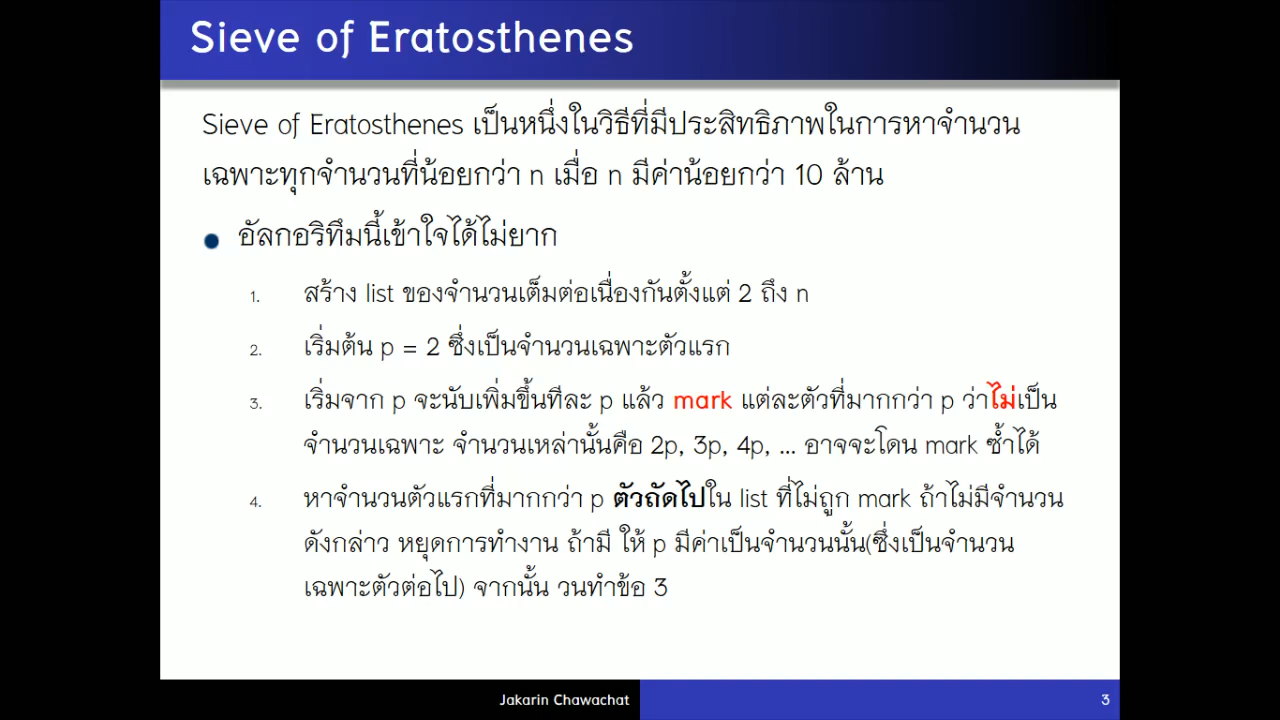 Sieve of Eratosthenes
Sieve of Eratosthenes เป็นหนึ่งในวิธีที่มีประสิทธิภาพในการหาจำนวน
เฉพาะทุกจำนวนที่น้อยกว่า n เมื่อ n มีค่าน้อยกว่า 10 ล้าน
● อัลกอริทึมนี้เข้าใจได้ไม่ยาก
1. สร้าง list ของจำนวนเต็มต่อเนื่องกันตั้งแต่ 2 ถึง n
2. เริ่มต้น p = 2 ซึ่งเป็นจำนวนเฉพาะตัวแรก
3. เริ่มจาก p จะนับเพิ่มขึ้นทีละ p แล้ว mark แต่ละตัวที่มากกว่า p ว่าไม่เป็น
จำนวนเฉพาะ จำนวนเหล่านั้นคือ 2p, 3p, 4p, ... อาจจะโดน mark ซ้ำได้
4. หาจำนวนตัวแรกที่มากกว่า p ตัวถัดไปใน list ที่ไม่ถูก mark ถ้าไม่มีจำนวน
ดังกล่าว หยุดการทำงาน ถ้ามี ให้ p มีค่าเป็นจำนวนนั้น(ซึ่งเป็นจำนวน
เฉพาะตัวต่อไป) จากนั้น วนทำข้อ 3
Jakarin Chawachat
3